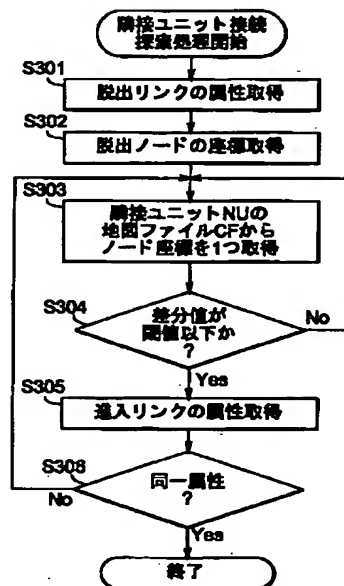 隣接ユニット接続
探索処理開始
S301
脱出リンクの属性取得
S302
脱出ノードの座標取得
S303
隣接ユニットNUの
地図ファイルCFから
ノード座標を1つ取得
S304
差分値が
閾値以下か
?
No
Yes
S305
進入リンクの属性取得
S308
同一属性
?
No
Yes
終了